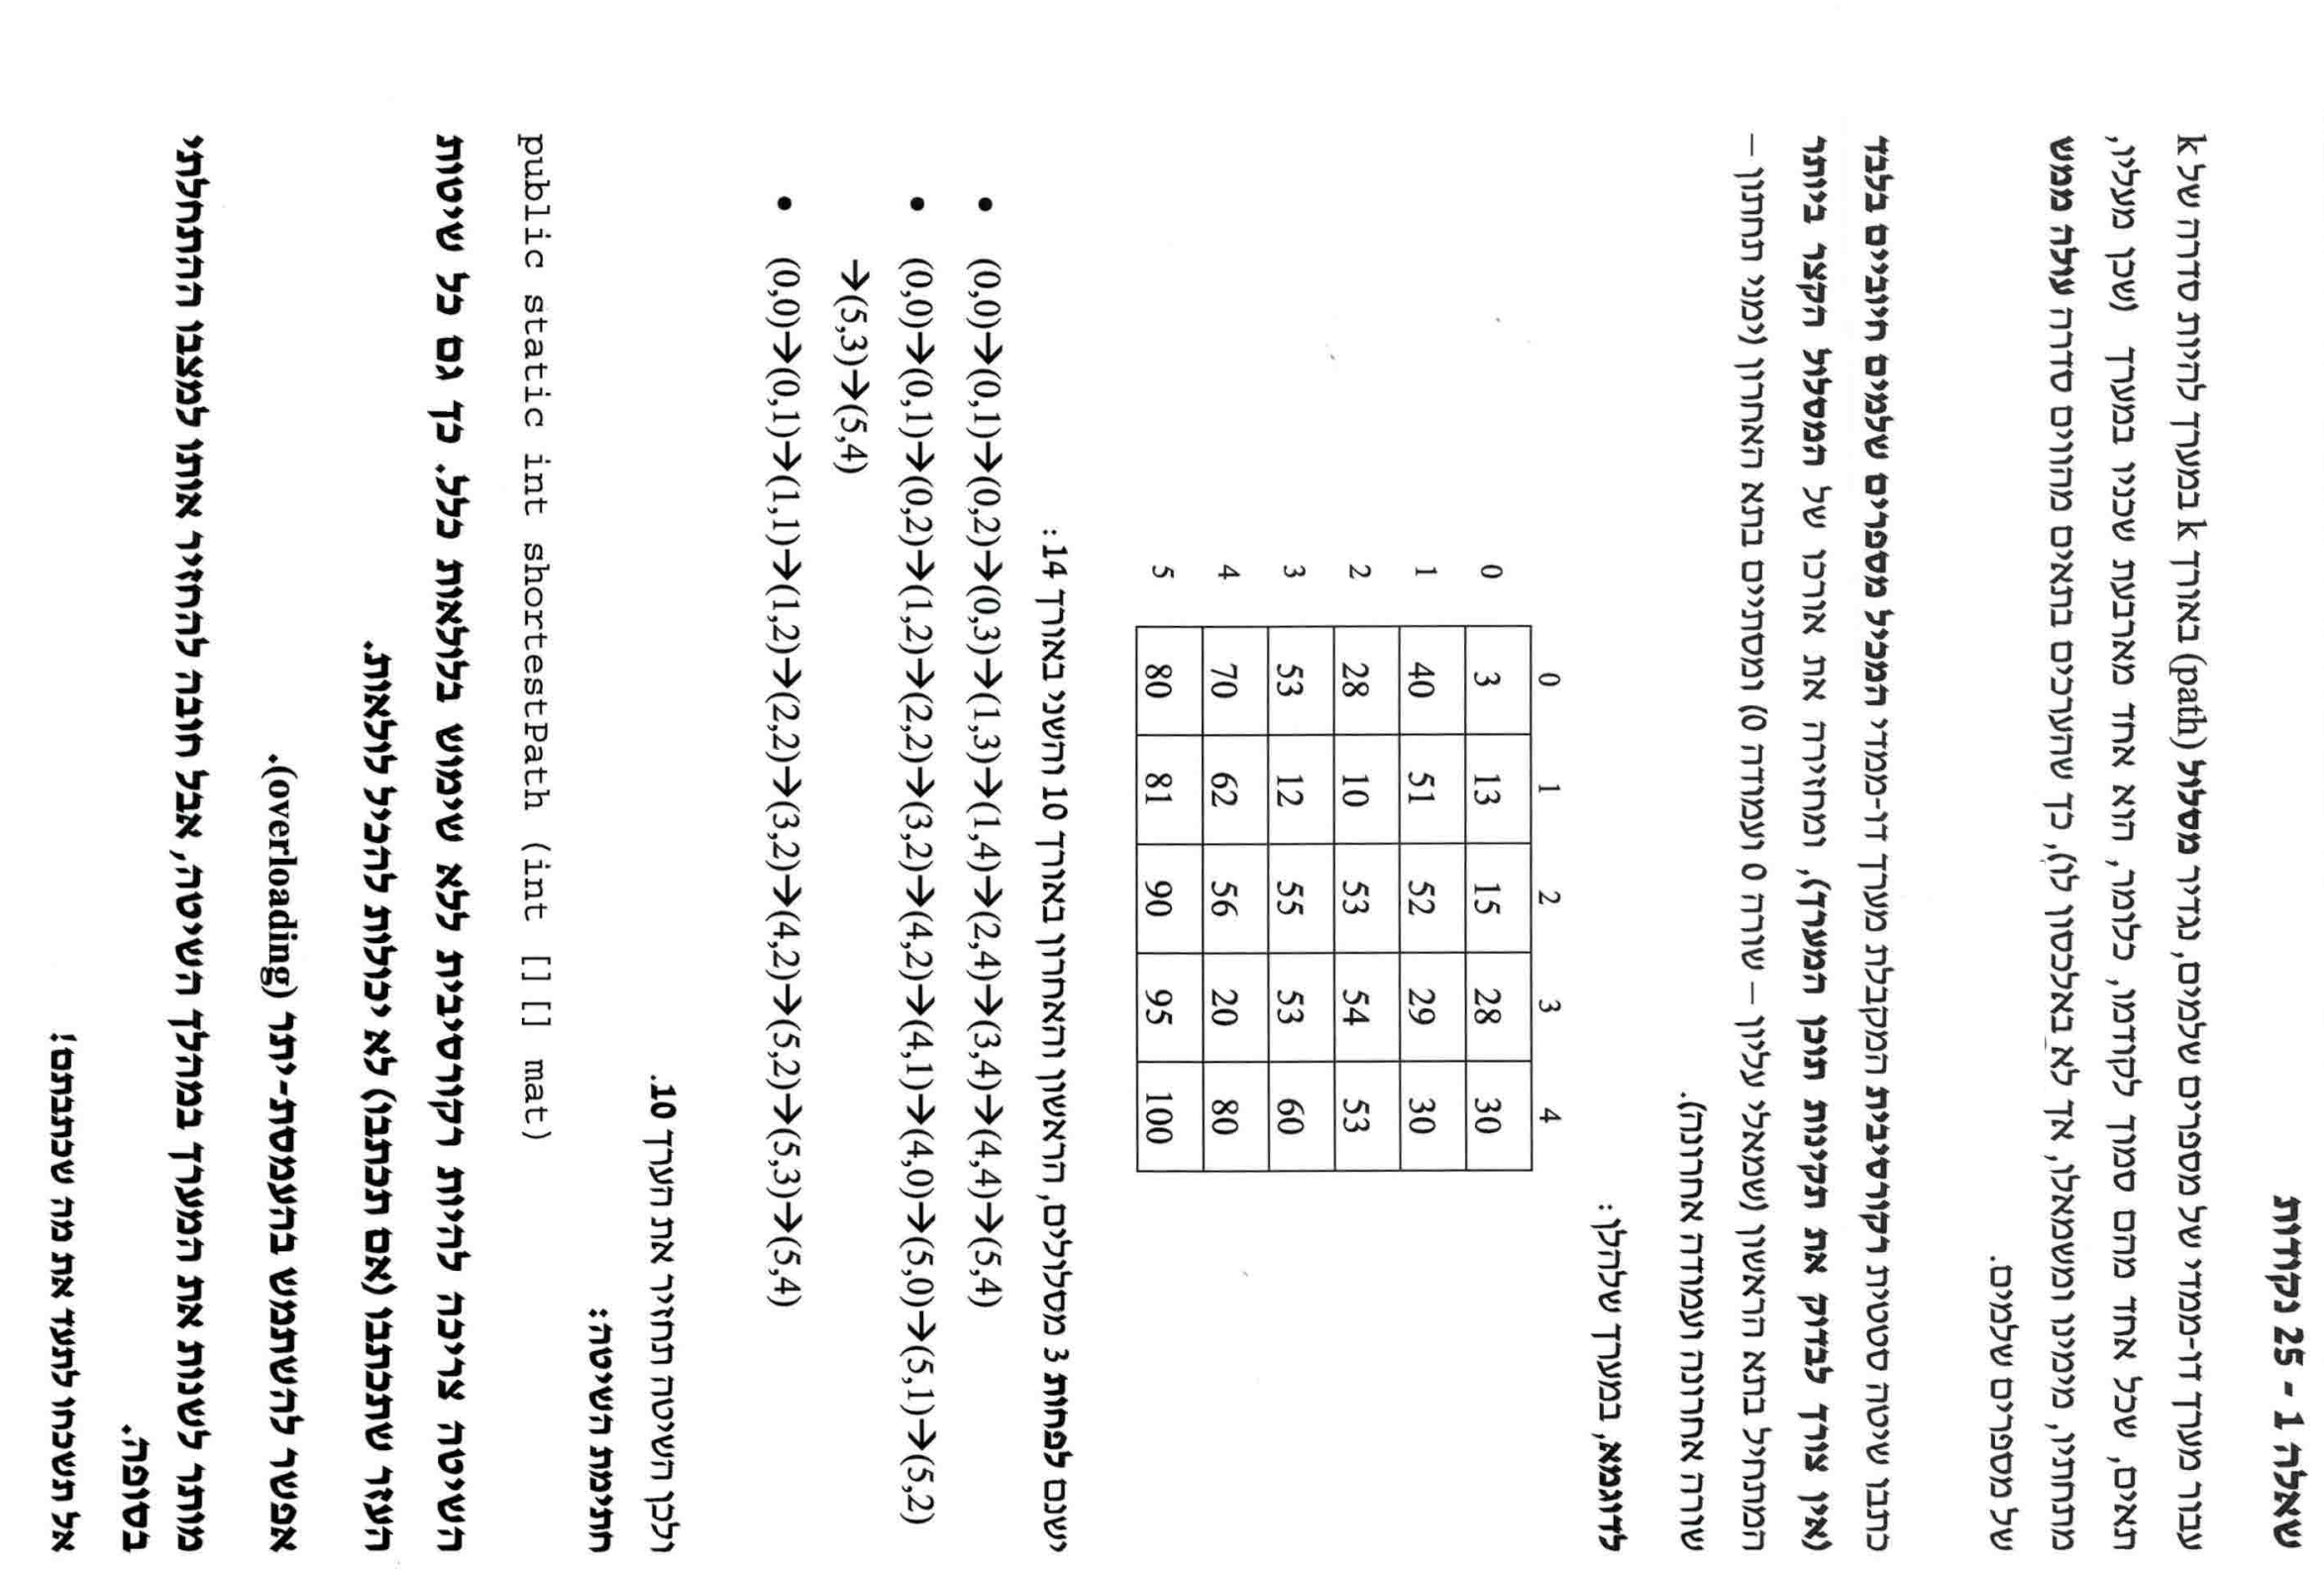 שאלה 1 - 25 נקודות
עבור מערך דו-ממדי של מספרים שלמים, נגדיר מסלול (path) באורך k במערך להיות סדרה של k
תאים, שכל אחד מהם סמוך לקודמו, כלומר, הוא אחד מארבעת שכניו במערך (שכן מעליו,
מתחתיו, מימינו ומשמאלו, אך לא באלכסון לו), כך שהערכים בתאים מהווים סדרה עולה ממש
של מספרים שלמים.
כתבו שיטה סטטית רקורסיבית המקבלת מערך דו-ממדי המכיל מספרים שלמים חיוביים בלבד
(אין צורך לבדוק את תקינות תוכן המערך), ומחזירה את אורכו של המסלול הקצר ביותר
המתחיל בתא הראשון (שמאלי עליון – שורה 0 ועמודה 0) ומסתיים בתא האחרון (ימני תחתון –
שורה אחרונה ועמודה אחרונה).
לדוגמא, במערך שלהלן:
0 1 2 3 4
0 3 13 15 28 30
1 40 51 52 29 30
2 28 10 53 54 53
3 53 12 55 53 60
4 70 62 56 20 80
5 80 81 90 95 100
ישנם לפחות 3 מסלולים, הראשון והאחרון באורך 10 והשני באורך 14:
• (0,0)→(0,1)→(0,2)→(0,3)→(1,3)→(1,4)→(2,4)→(3,4)→(4,4)→(5,4)
• (0,0)→(0,1)→(0,2)→(1,2)→(2,2)→(3,2)→(4,2)→(4,1)→(4,0)→(5,0)→(5,1)→(5,2)
→(5,3)→(5,4)
• (0,0)→(0,1)→(1,1)→(1,2)→(2,2)→(3,2)→(4,2)→(5,2)→(5,3)→(5,4)
ולכן השיטה תחזיר את הערך 10.
חתימת השיטה:
public static int shortestPath (int [] [] mat)
השיטה צריכה להיות רקורסיבית ללא שימוש בלולאות כלל. כך גם כל שיטות
העזר שתכתבו (אם תכתבו) לא יכולות להכיל לולאות.
אפשר להשתמש בהעמסת-יתר (overloading).
מותר לשנות את המערך במהלך השיטה, אבל חובה להחזיר אותו למצבו ההתחלתי
בסופה.
אל תשכחו לתעד את מה שכתבתם!